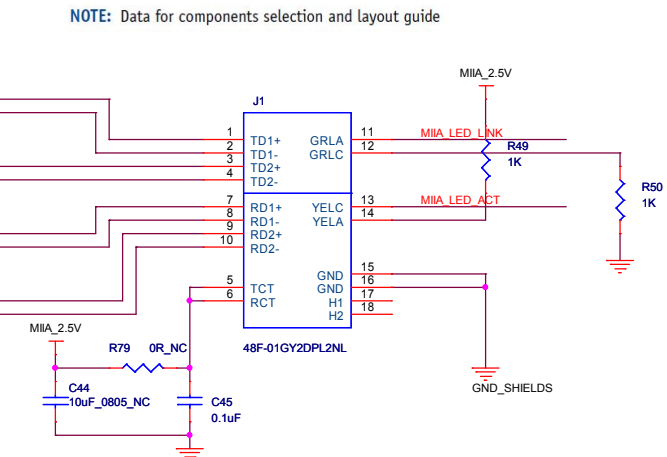 NOTE: Data for components selection and layout guide
MIIA_2.5V
J1
1 TD1+ GRLA 11 MIIA_LED_LINK
2 TD1- GRLC 12 R49
3 TD2+ 1K
4 TD2-
R50
1K
7 RD1+ YELC 13 MIIA_LED_ACT
8 RD1- YELA 14
9 RD2+
10 RD2-
GND 15
5 TCT GND 16
6 RCT H1 17
H2 18
MIIA_2.5V
R79 0R_NC 48F-01GY2DPL2NL
C44
10uF_0805_NC
C45
0.1uF
GND_SHIELDS